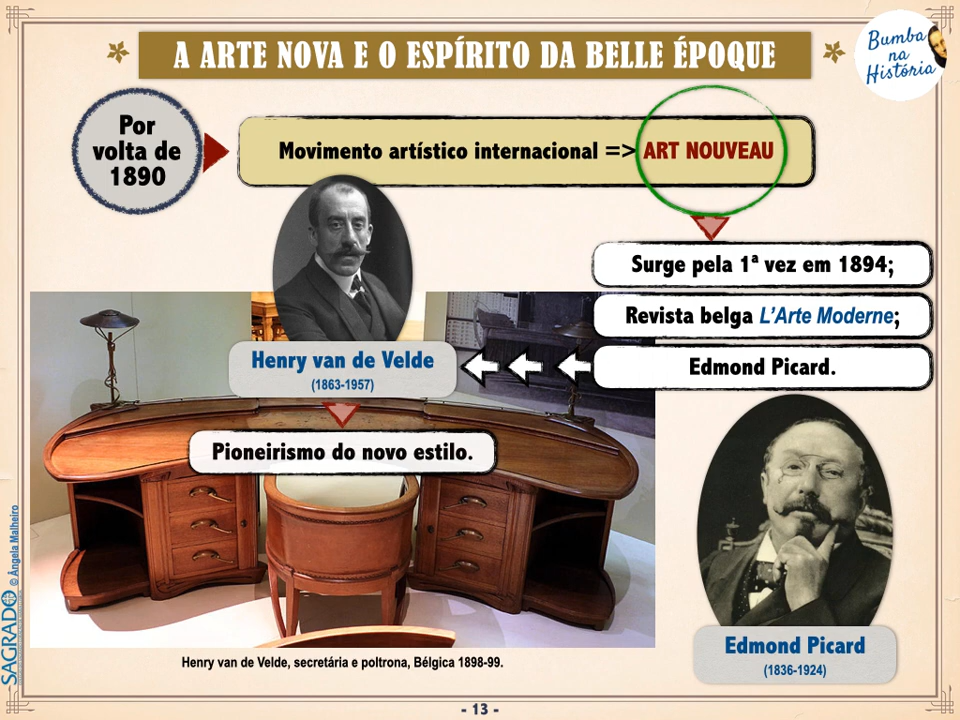 A ARTE NOVA E O ESPÍRITO DA BELLE ÉPOQUE
Bumba
na
História
Por
volta de
1890
Movimento artístico internacional => ART NOUVEAU
Surge pela 1ª vez em 1894;
Revista belga L’Arte Moderne;
Edmond Picard.
Henry van de Velde
(1863-1957)
Pioneirismo do novo estilo.
Henry van de Velde, secretária e poltrona, Bélgica 1898-99.
Edmond Picard
(1836-1924)
SAGRADO
© Ângela Malheiro
- 13 -